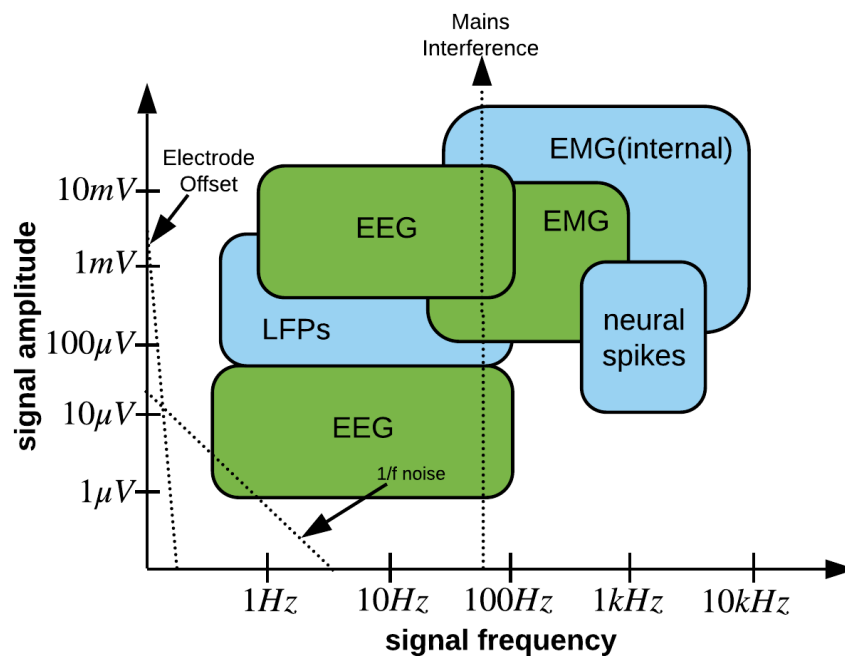 Mains
Interference
Electrode
Offset
EMG(internal)
10mV
EEG
EMG
1mV
signal amplitude
LFPs
neural
spikes
100μV
10μV
EEG
1/f noise
1μV
1Hz
10Hz
100Hz
1kHz
10kHz
signal frequency